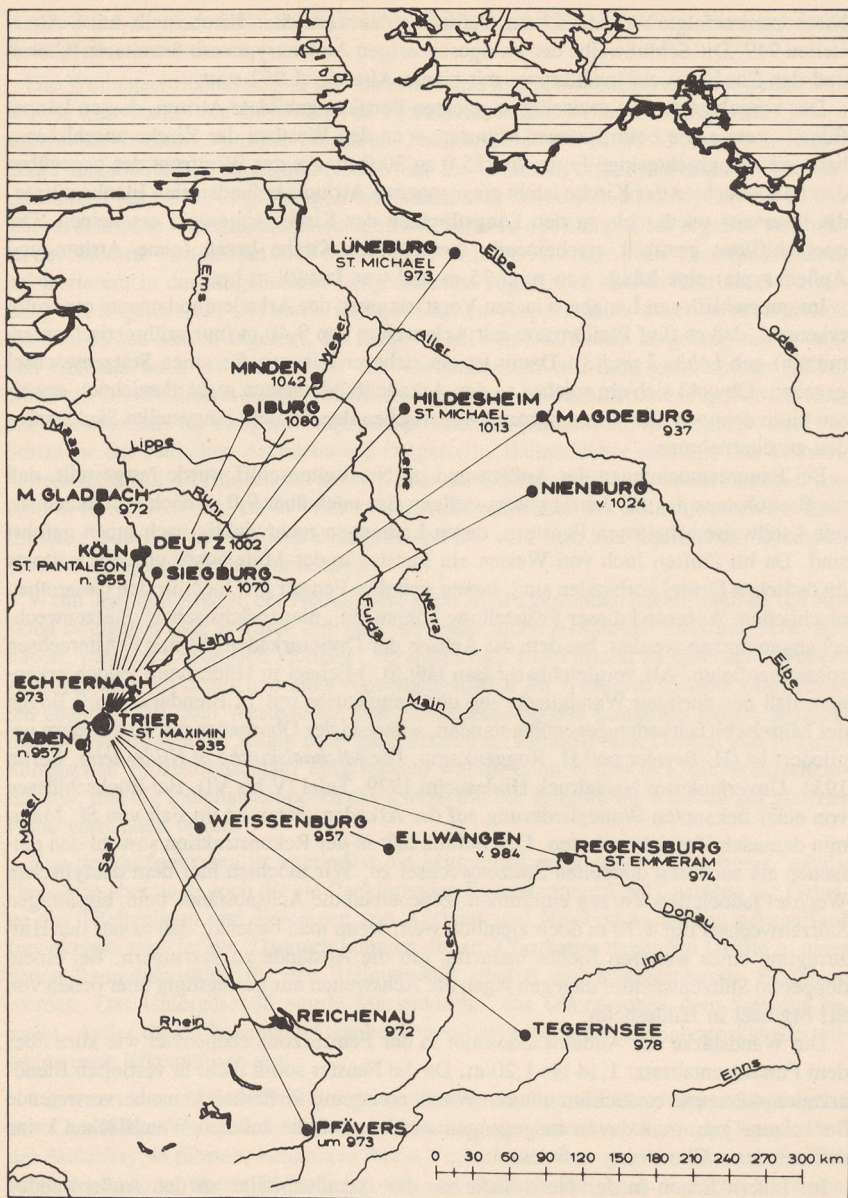 LÜNEBURG
ST. MICHAEL
973
Elbe
Ems
Weser
Aller
Oder
MINDEN
1042
IBURG
1080
HILDESHEIM
ST. MICHAEL
1013
MAGDEBURG
937
Maas
Lippe
Leine
Ruhr
M. GLADBACH
972
NIENBURG
v. 1024
DEUTZ 1002
KÖLN
ST. PANTALEON
n. 955
SIEGBURG
v. 1070
Fulda
Werra
Lahn
Elbe
ECHTERNACH
973
Main
TRIER
ST. MAXIMIN
935
TABEN
n. 957
Mosel
Saar
WEISSENBURG
957
ELLWANGEN
v. 984
REGENSBURG
ST. EMMERAM
974
Donau
Lech
Inn
Rhein
REICHENAU
972
TEGERNSEE
978
Enns
PFÄVERS
um 973
0 30 60 90 120 150 180 210 240 270 300 km